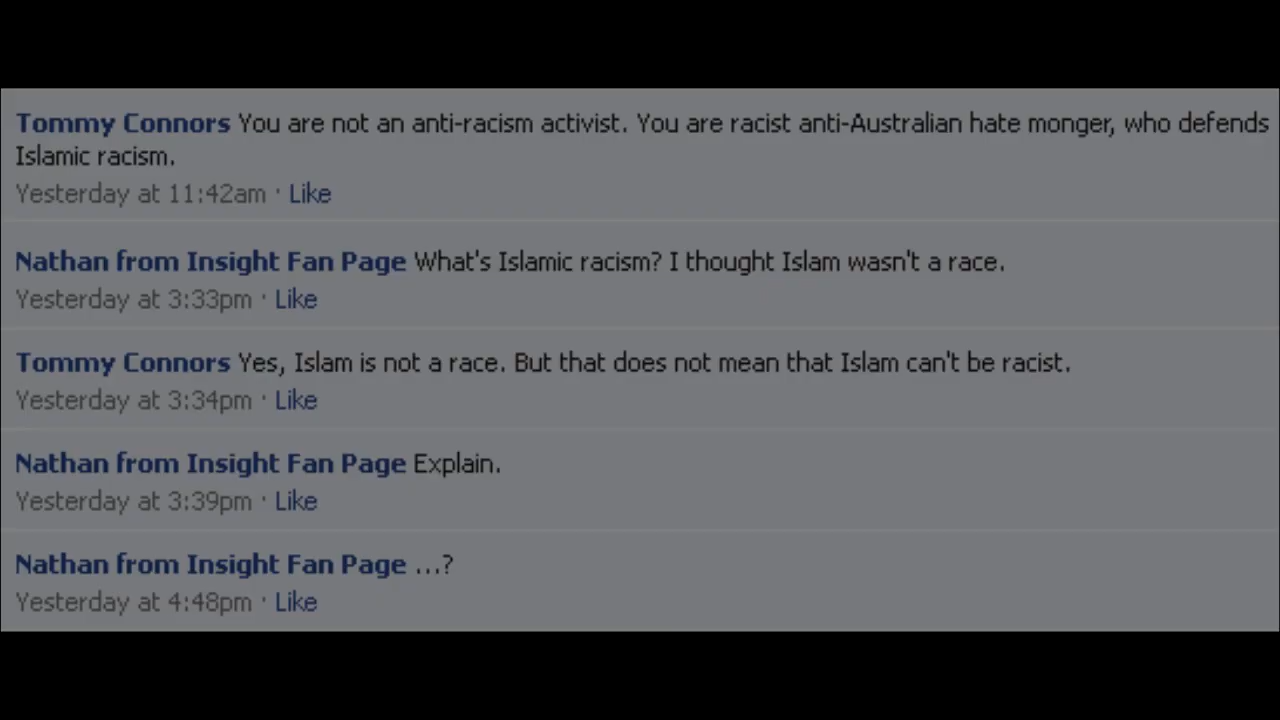 Tommy Connors You are not an anti-racism activist. You are racist anti-Australian hate monger, who defends
Islamic racism.
Yesterday at 11:42am · Like
Nathan from Insight Fan Page What's Islamic racism? I thought Islam wasn't a race.
Yesterday at 3:33pm · Like
Tommy Connors Yes, Islam is not a race. But that does not mean that Islam can't be racist.
Yesterday at 3:34pm · Like
Nathan from Insight Fan Page Explain.
Yesterday at 3:39pm · Like
Nathan from Insight Fan Page ...?
Yesterday at 4:48pm · Like